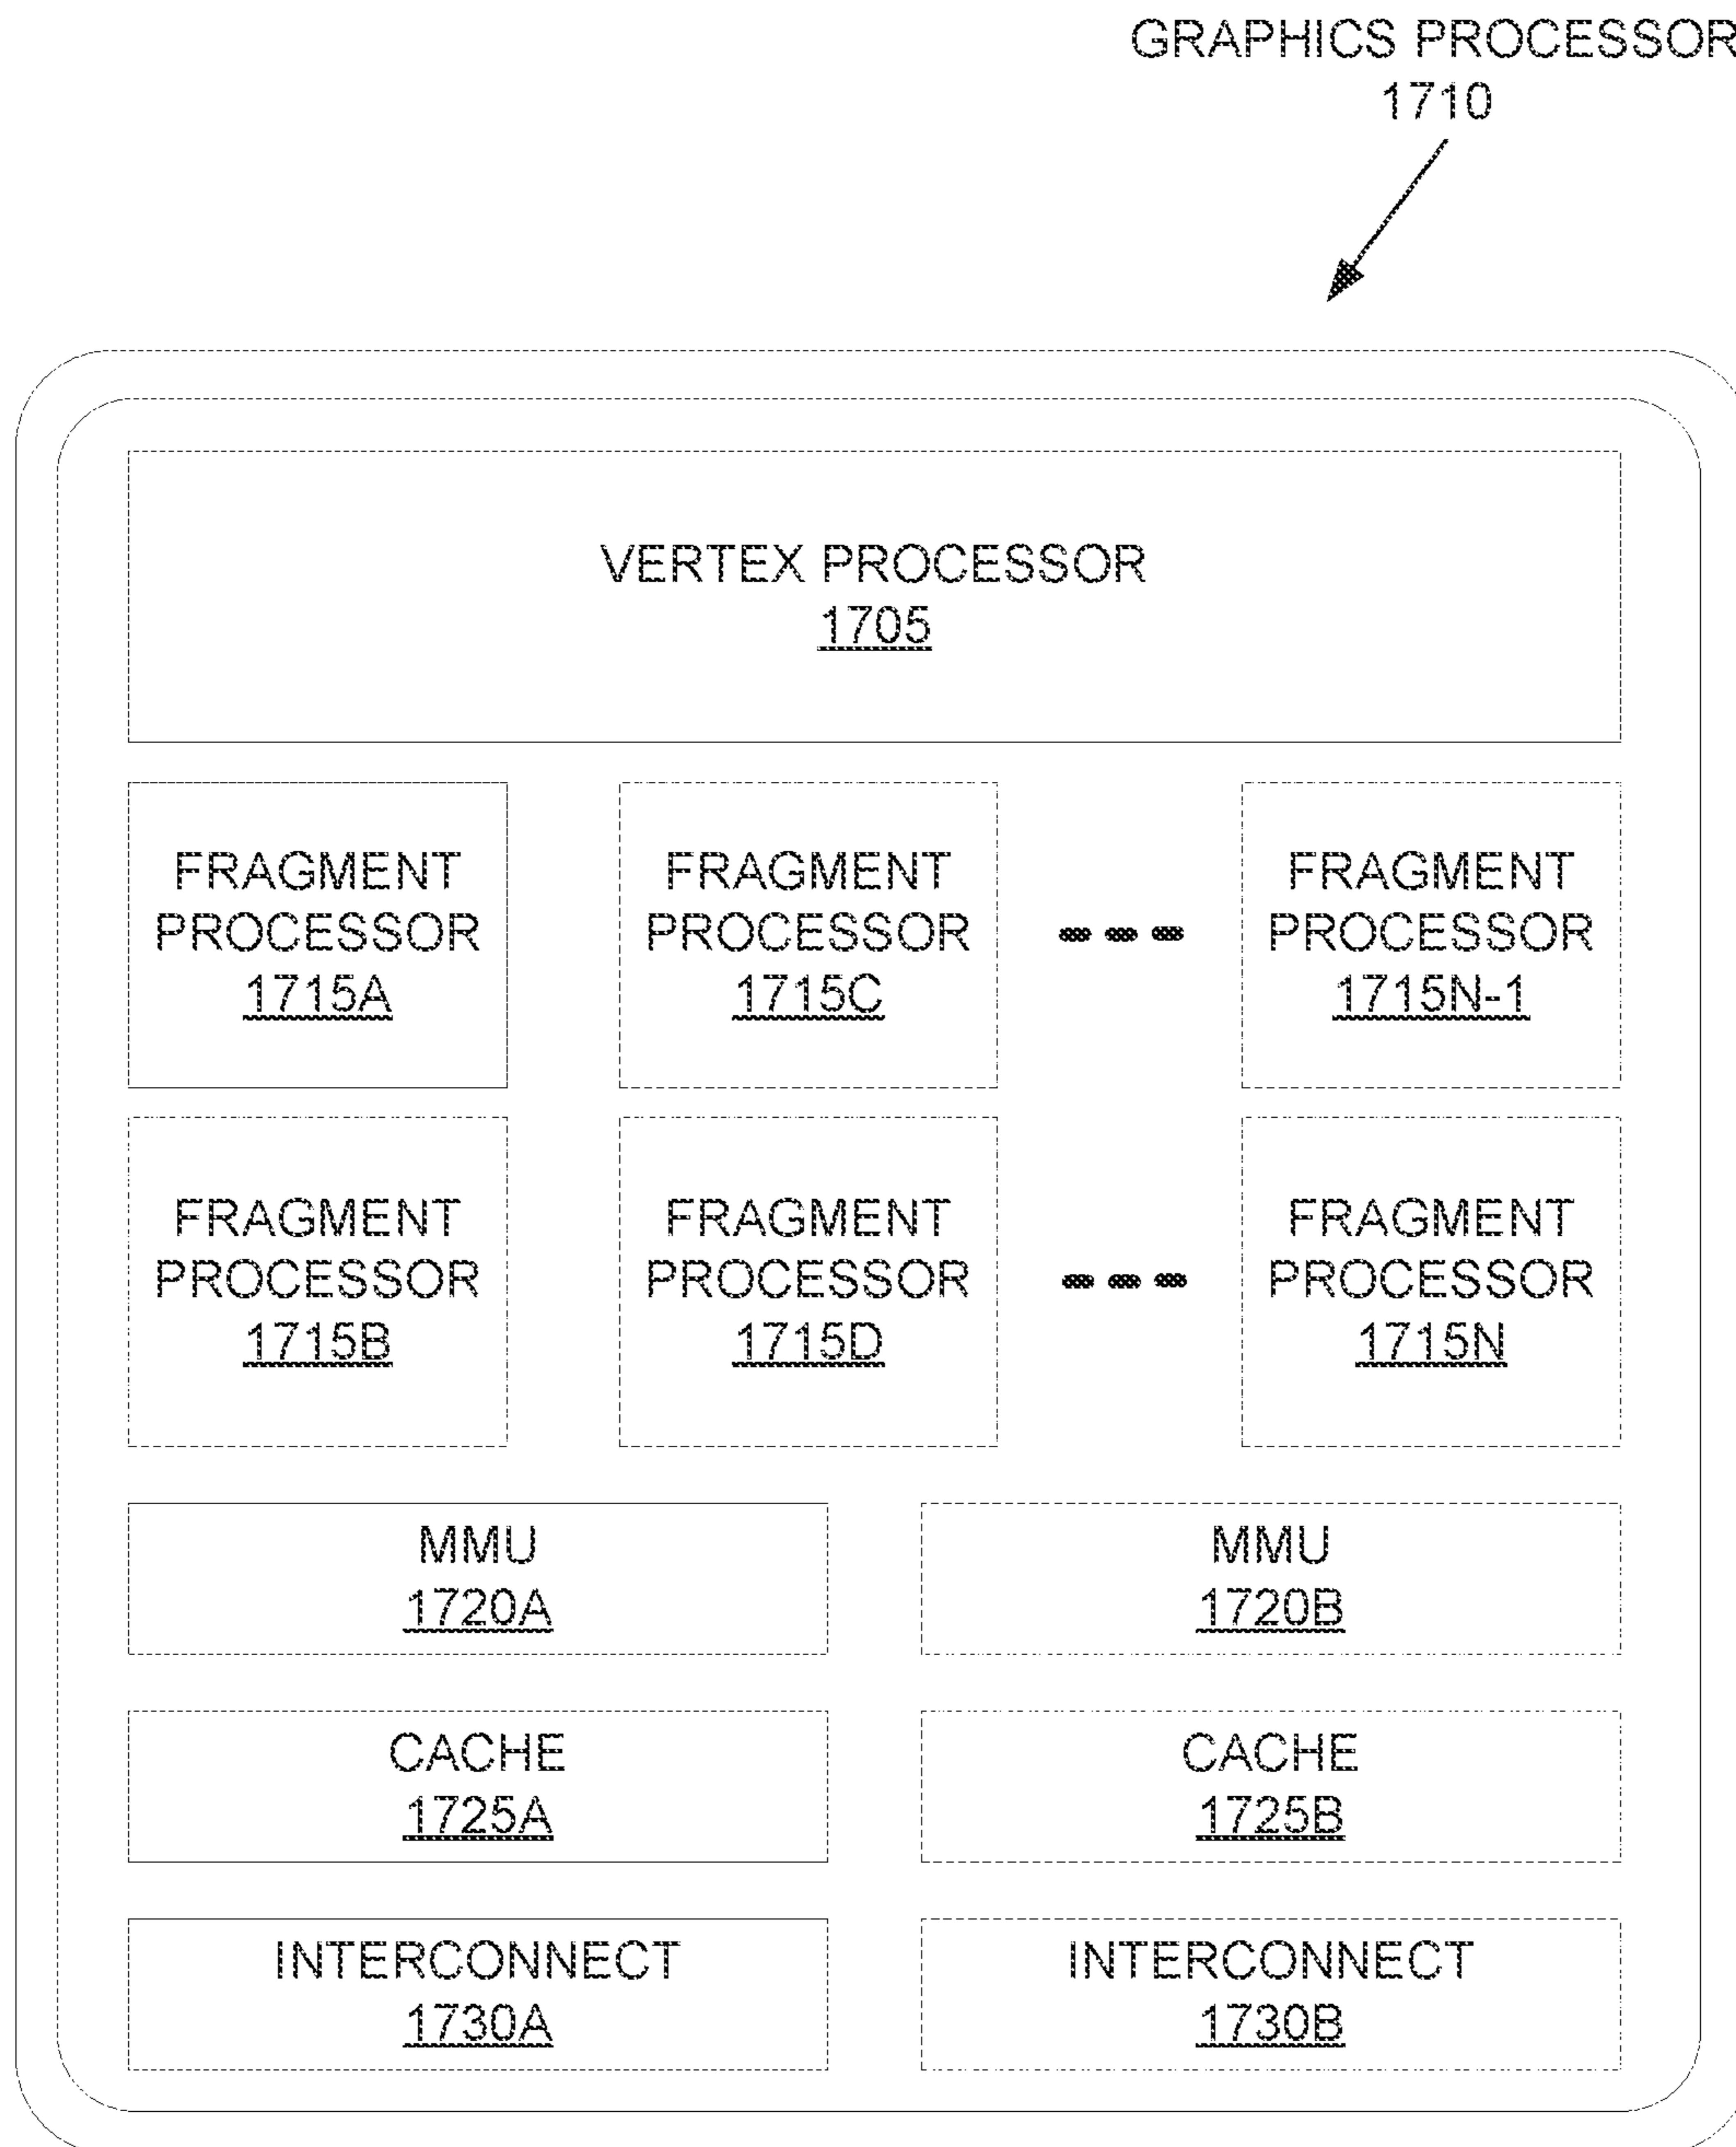 GRAPHICS PROCESSOR
1710
VERTEX PROCESSOR
1705
FRAGMENT
PROCESSOR
1715A
FRAGMENT
PROCESSOR
1715C
FRAGMENT
PROCESSOR
1715N-1
FRAGMENT
PROCESSOR
1715B
FRAGMENT
PROCESSOR
1715D
FRAGMENT
PROCESSOR
1715N
MMU
1720A
MMU
1720B
CACHE
1725A
CACHE
1725B
INTERCONNECT
1730A
INTERCONNECT
1730B